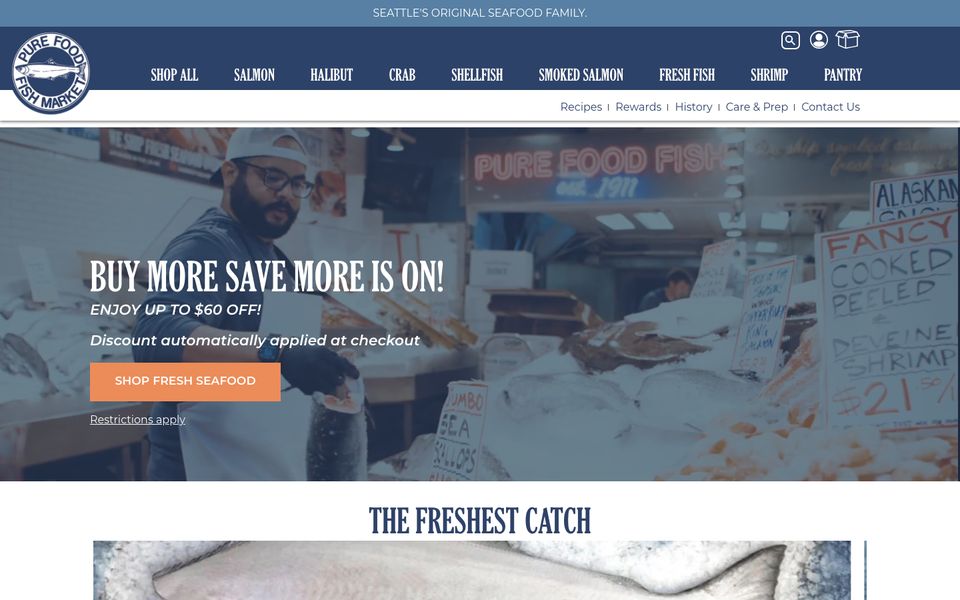 SEATTLE'S ORIGINAL SEAFOOD FAMILY.
PURE FOOD
FISH MARKET
SHOP ALL
SALMON
HALIBUT
CRAB
SHELLFISH
SMOKED SALMON
FRESH FISH
SHRIMP
PANTRY
Recipes
Rewards
History
Care & Prep
Contact Us
PURE FOOD FISH
est. 1911
ALASKAN
FANCY
COOKED
PEELED
DEVEINE
SHRIMP
$21
JUMBO
SEA
SCALLOPS
KING
SALMON
BUY MORE SAVE MORE IS ON!
ENJOY UP TO $60 OFF!
Discount automatically applied at checkout
SHOP FRESH SEAFOOD
Restrictions apply
THE FRESHEST CATCH